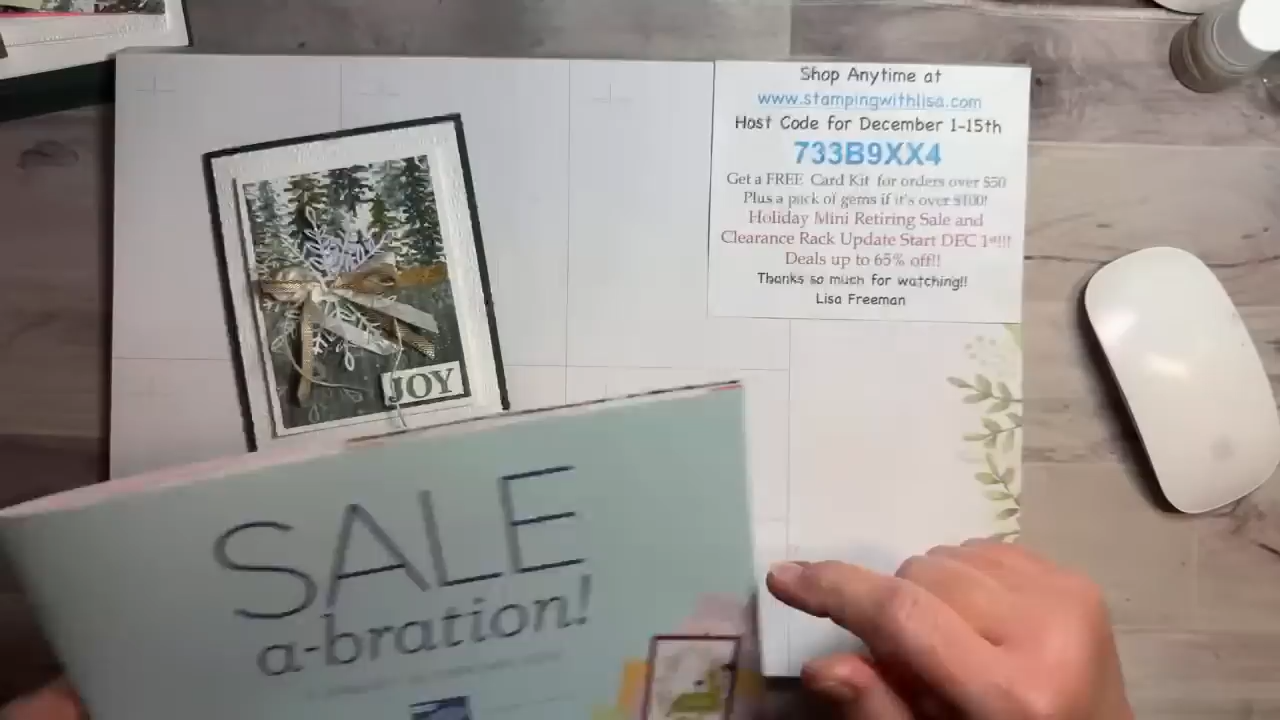 Shop Anytime at
www.stampingwithlisa.com
Host Code for December 1-15th
733B9XX4
Get a FREE Card Kit for orders over $50
Plus a pack of gems if it's over $100!
Holiday Mini Retiring Sale and
Clearance Rack Update Start DEC 1st!!!
Deals up to 65% off!!
Thanks so much for watching!!
Lisa Freeman
JOY
SALE
a-bration!